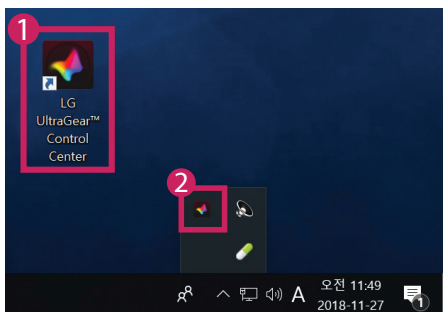 1
LG
UltraGear™
Control
Center
2
A
오전 11:49
2018-11-27
1